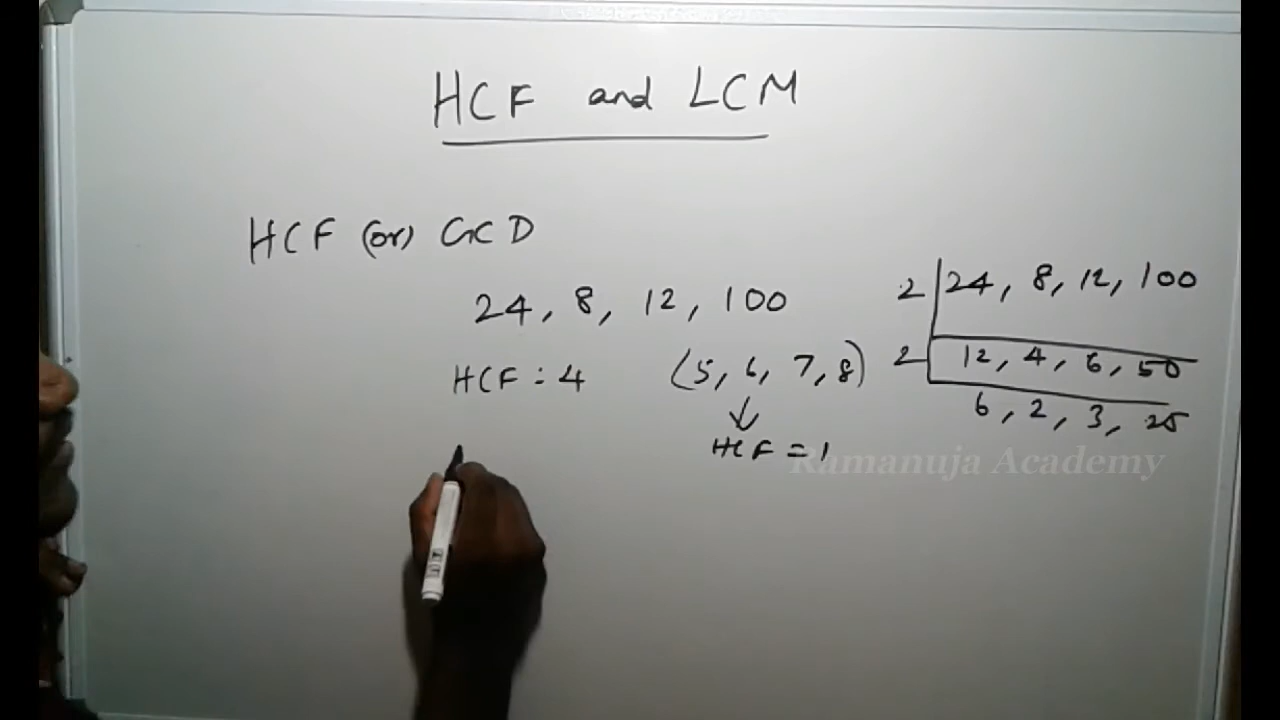 HCF and LCM
HCF (or) GCD
24, 8, 12, 100
HCF : 4
(5, 6, 7, 8)
HCF = 1
2 24, 8, 12, 100
2 12, 4, 6, 50
6, 2, 3, 25
Ramanuja Academy